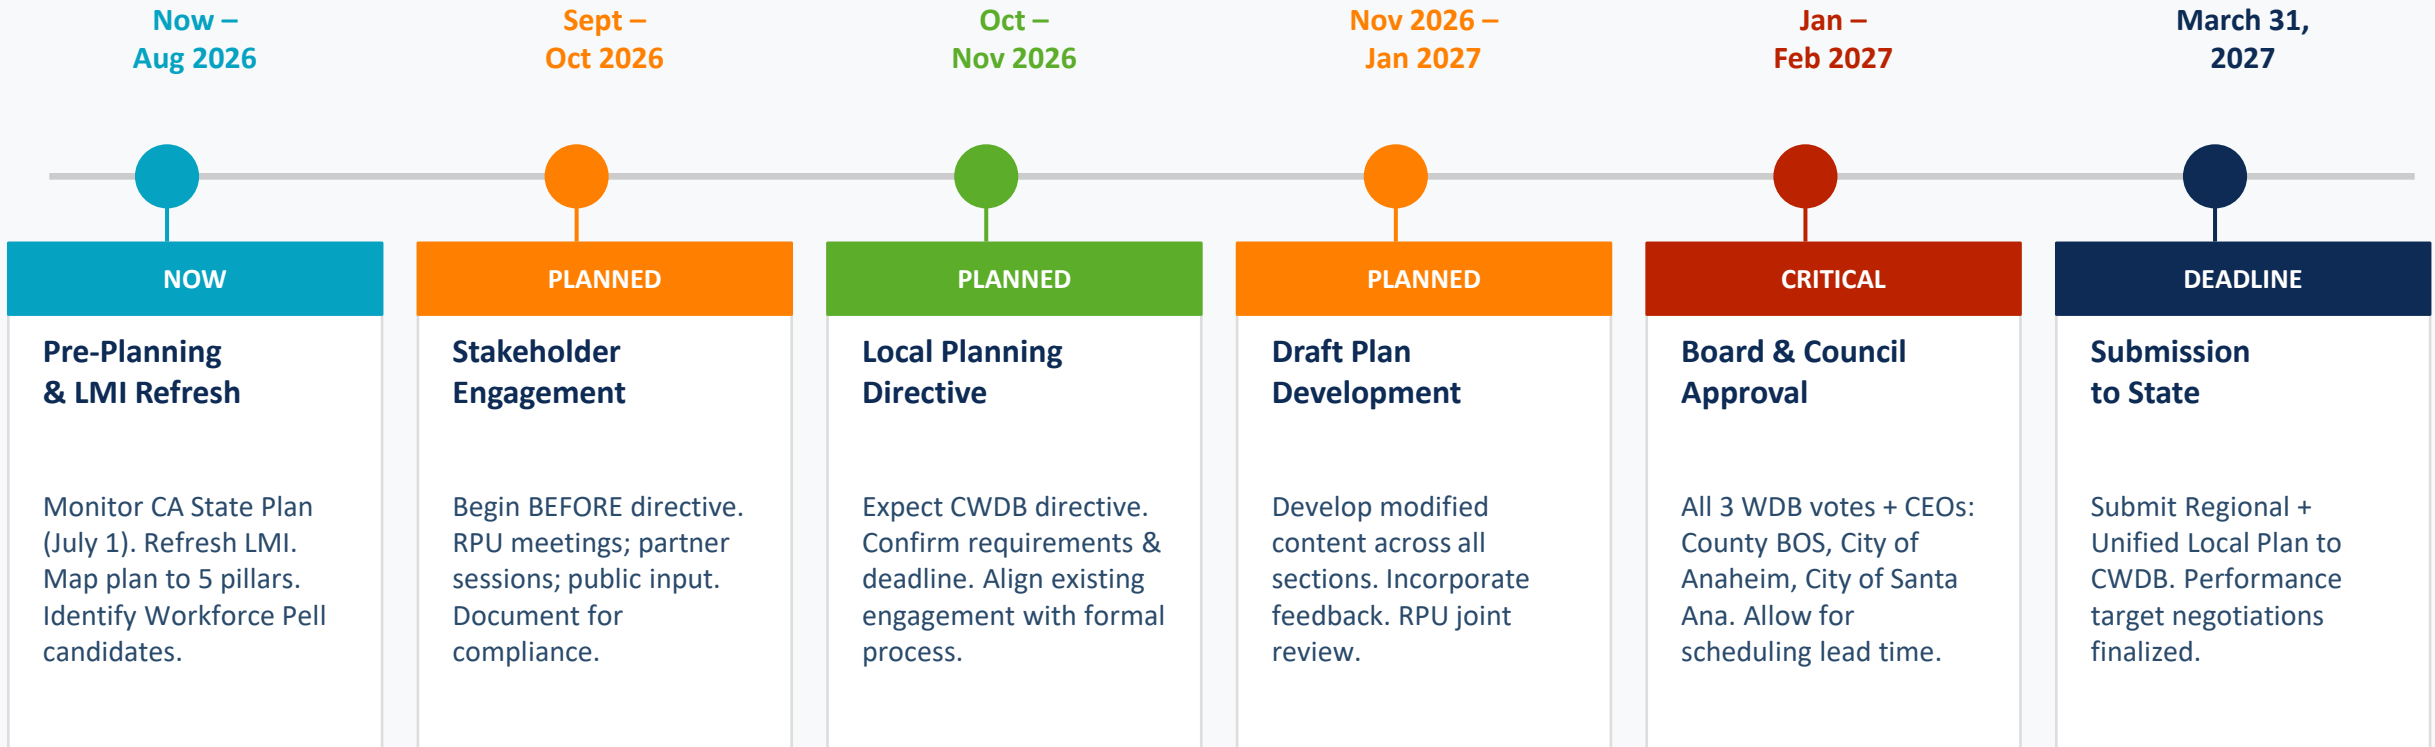 Now –
Aug 2026
Sept –
Oct 2026
Oct –
Nov 2026
Nov 2026 –
Jan 2027
Jan –
Feb 2027
March 31,
2027
NOW
Pre-Planning
& LMI Refresh
Monitor CA State Plan
(July 1). Refresh LMI.
Map plan to 5 pillars.
Identify Workforce Pell
candidates.
PLANNED
Stakeholder
Engagement
Begin BEFORE directive.
RPU meetings; partner
sessions; public input.
Document for
compliance.
PLANNED
Local Planning
Directive
Expect CWDB directive.
Confirm requirements &
deadline. Align existing
engagement with formal
process.
PLANNED
Draft Plan
Development
Develop modified
content across all
sections. Incorporate
feedback. RPU joint
review.
CRITICAL
Board & Council
Approval
All 3 WDB votes + CEOs:
County BOS, City of
Anaheim, City of Santa
Ana. Allow for
scheduling lead time.
DEADLINE
Submission
to State
Submit Regional +
Unified Local Plan to
CWDB. Performance
target negotiations
finalized.